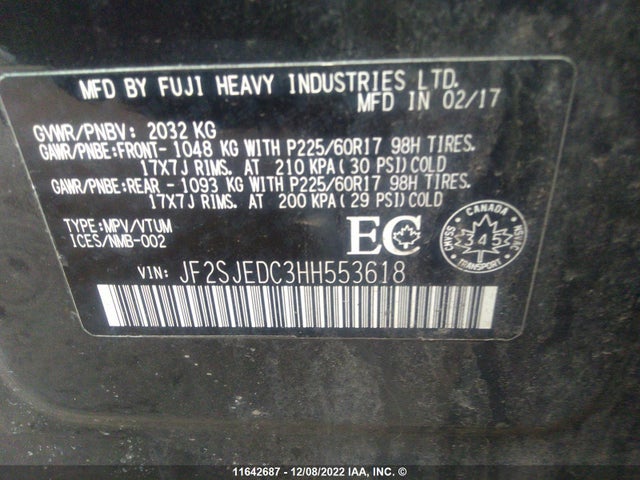 MFD BY FUJI HEAVY INDUSTRIES LTD.
MFD IN 02/17
GVWR/PNBV: 2032 KG
GAWR/PNBE:FRONT- 1048 KG WITH P225/60R17 98H TIRES.
17X7J RIMS. AT 210 KPA( 30 PSI)COLD
GAWR/PNBE:REAR - 1093 KG WITH P225/60R17 98H TIRES.
17X7J RIMS. AT 200 KPA( 29 PSI)COLD
TYPE:MPV/VTUM
ICES/NMB-002
EC
CANADA
345
TRANSPORT
VIN: JF2SJEDC3HH553618
11642687 - 12/08/2022 IAA, INC. ©